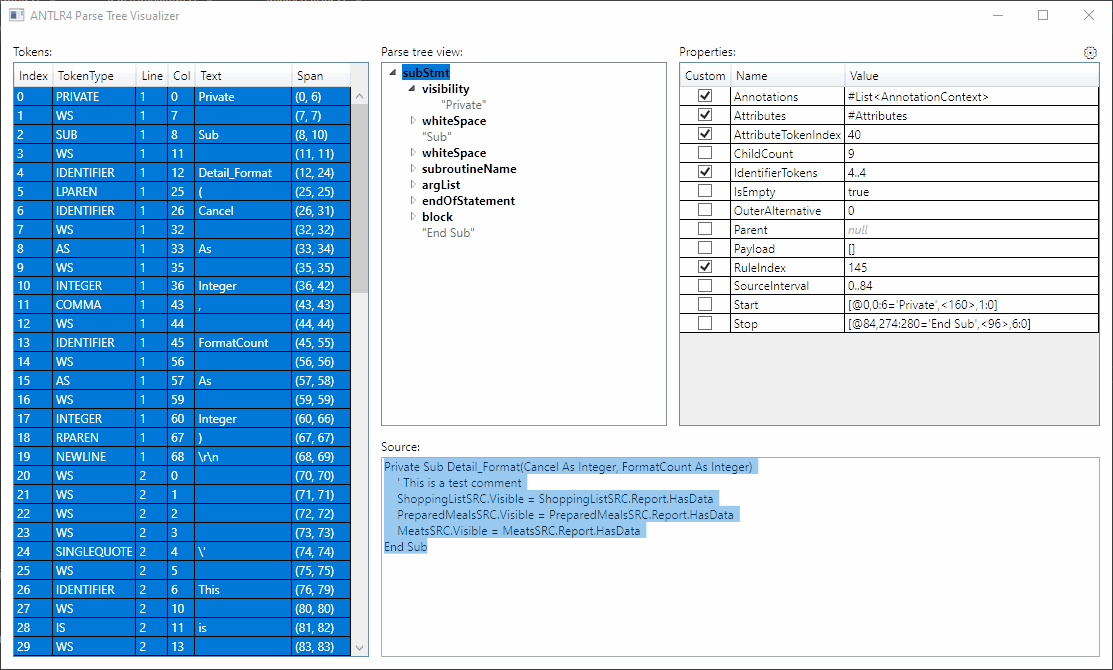 ANTLR4 Parse Tree Visualizer
Tokens:
Index TokenType Line Col Text Span
0 PRIVATE 1 0 Private (0, 6)
1 WS 1 7 (7, 7)
2 SUB 1 8 Sub (8, 10)
3 WS 1 11 (11, 11)
4 IDENTIFIER 1 12 Detail_Format (12, 24)
5 LPAREN 1 25 ( (25, 25)
6 IDENTIFIER 1 26 Cancel (26, 31)
7 WS 1 32 (32, 32)
8 AS 1 33 As (33, 34)
9 WS 1 35 (35, 35)
10 INTEGER 1 36 Integer (36, 42)
11 COMMA 1 43 , (43, 43)
12 WS 1 44 (44, 44)
13 IDENTIFIER 1 45 FormatCount (45, 55)
14 WS 1 56 (56, 56)
15 AS 1 57 As (57, 58)
16 WS 1 59 (59, 59)
17 INTEGER 1 60 Integer (60, 66)
18 RPAREN 1 67 ) (67, 67)
19 NEWLINE 1 68 \r\n (68, 69)
20 WS 2 0 (70, 70)
21 WS 2 1 (71, 71)
22 WS 2 2 (72, 72)
23 WS 2 3 (73, 73)
24 SINGLEQUOTE 2 4 \' (74, 74)
25 WS 2 5 (75, 75)
26 IDENTIFIER 2 6 This (76, 79)
27 WS 2 10 (80, 80)
28 IS 2 11 is (81, 82)
29 WS 2 13 (83, 83)
Parse tree view:
subStmt
visibility
"Private"
whiteSpace
"Sub"
whiteSpace
subroutineName
argList
endOfStatement
block
"End Sub"
Properties:
Custom Name Value
Annotations #List<AnnotationContext>
Attributes #Attributes
AttributeTokenIndex 40
ChildCount 9
IdentifierTokens 4..4
IsEmpty true
OuterAlternative 0
Parent null
Payload []
RuleIndex 145
SourceInterval 0..84
Start [@0,0:6='Private',<160>,1:0]
Stop [@84,274:280='End Sub',<96>,6:0]
Source:
Private Sub Detail_Format(Cancel As Integer, FormatCount As Integer)
' This is a test comment
ShoppingListSRC.Visible = ShoppingListSRC.Report.HasData
PreparedMealsSRC.Visible = PreparedMealsSRC.Report.HasData
MeatsSRC.Visible = MeatsSRC.Report.HasData
End Sub